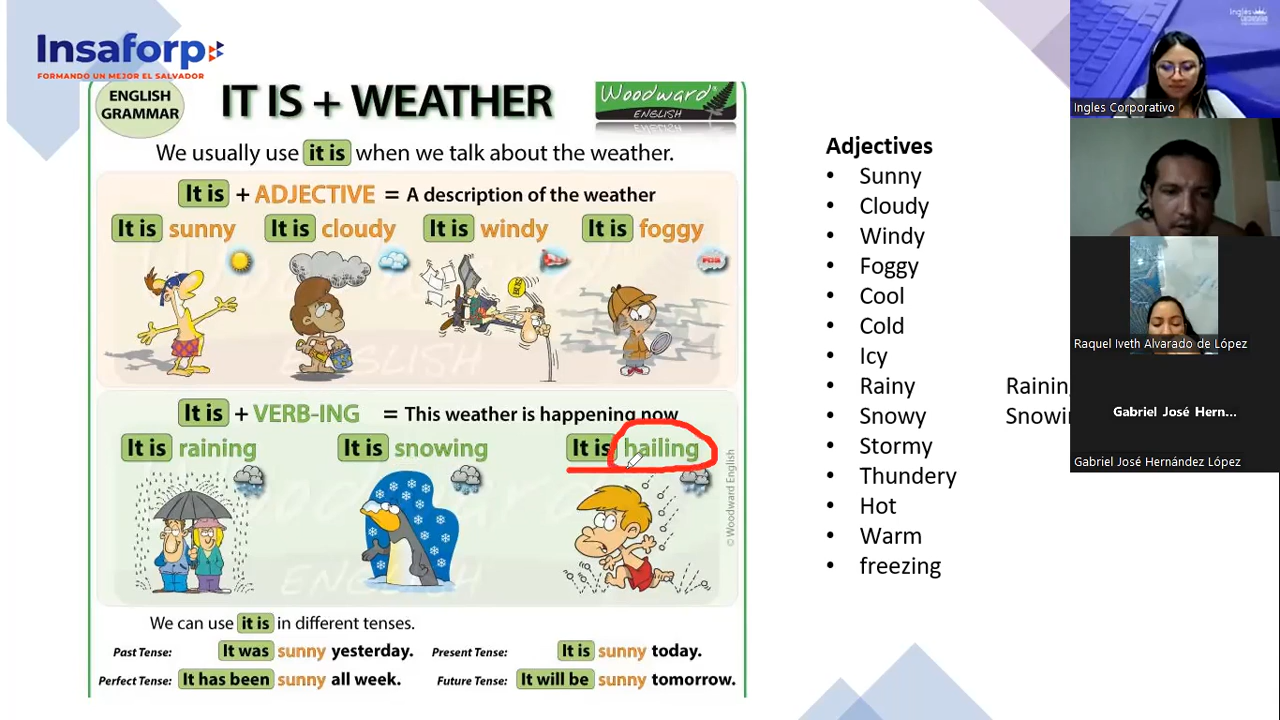 Insaforp
FORMANDO UN MEJOR EL SALVADOR
ENGLISH
GRAMMAR
IT IS + WEATHER
Woodward
ENGLISH
We usually use it is when we talk about the weather.
It is + ADJECTIVE = A description of the weather
It is sunny It is cloudy It is windy It is foggy
It is + VERB-ING = This weather is happening now
It is raining It is snowing It is hailing
© Woodward English
We can use it is in different tenses.
Past Tense: It was sunny yesterday. Present Tense: It is sunny today.
Perfect Tense: It has been sunny all week. Future Tense: It will be sunny tomorrow.
Adjectives
• Sunny
• Cloudy
• Windy
• Foggy
• Cool
• Cold
• Icy
• Rainy Rainin
• Snowy Snowi
• Stormy
• Thundery
• Hot
• Warm
• freezing
Ingles Corporativo
Raquel Iveth Alvarado de López
Gabriel José Hern...
Gabriel José Hernández López